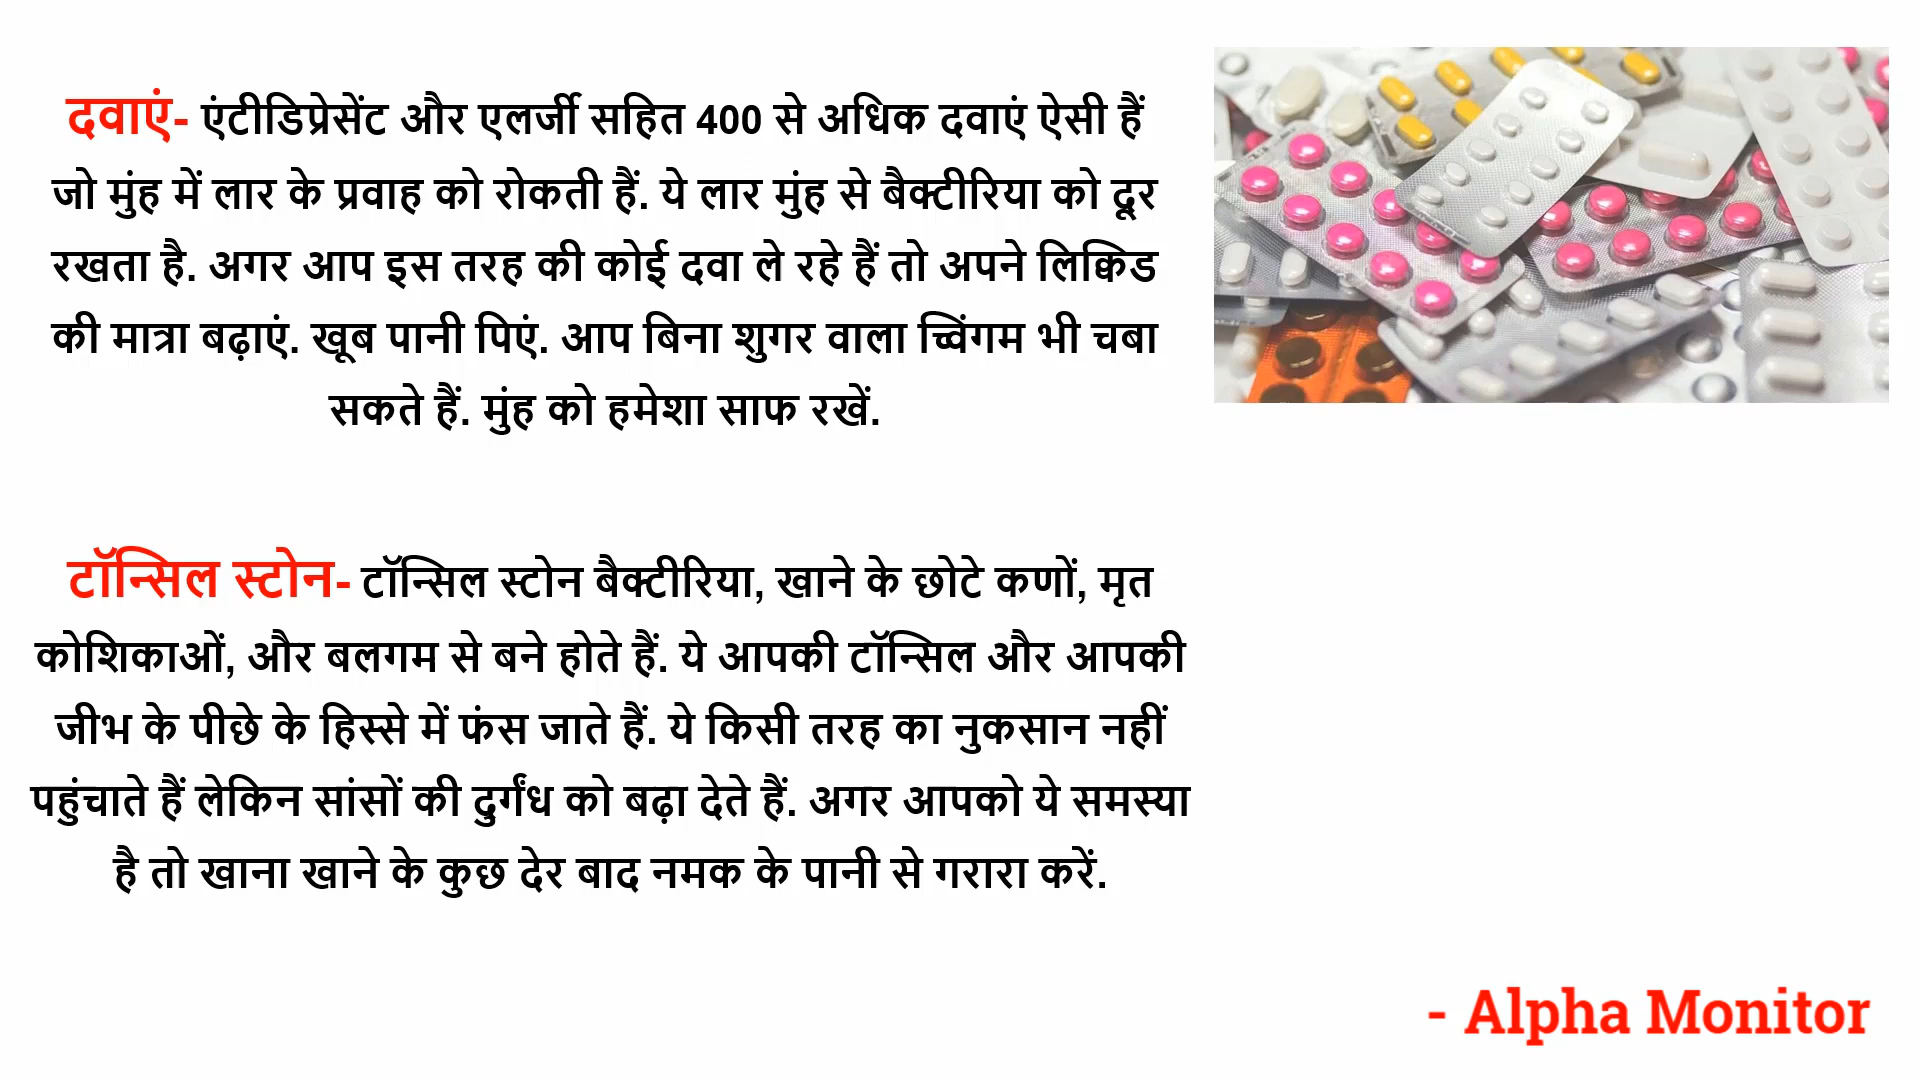 दवाएं- एंटीडिप्रेसेंट और एलर्जी सहित 400 से अधिक दवाएं ऐसी हैं
जो मुंह में लार के प्रवाह को रोकती हैं. ये लार मुंह से बैक्टीरिया को दूर
रखता है. अगर आप इस तरह की कोई दवा ले रहे हैं तो अपने लिक्विड
की मात्रा बढ़ाएं. खूब पानी पिएं. आप बिना शुगर वाला च्विंगम भी चबा
सकते हैं. मुंह को हमेशा साफ रखें.
टॉन्सिल स्टोन- टॉन्सिल स्टोन बैक्टीरिया, खाने के छोटे कणों, मृत
कोशिकाओं, और बलगम से बने होते हैं. ये आपकी टॉन्सिल और आपकी
जीभ के पीछे के हिस्से में फंस जाते हैं. ये किसी तरह का नुकसान नहीं
पहुंचाते हैं लेकिन सांसों की दुर्गंध को बढ़ा देते हैं. अगर आपको ये समस्या
है तो खाना खाने के कुछ देर बाद नमक के पानी से गरारा करें.
- Alpha Monitor